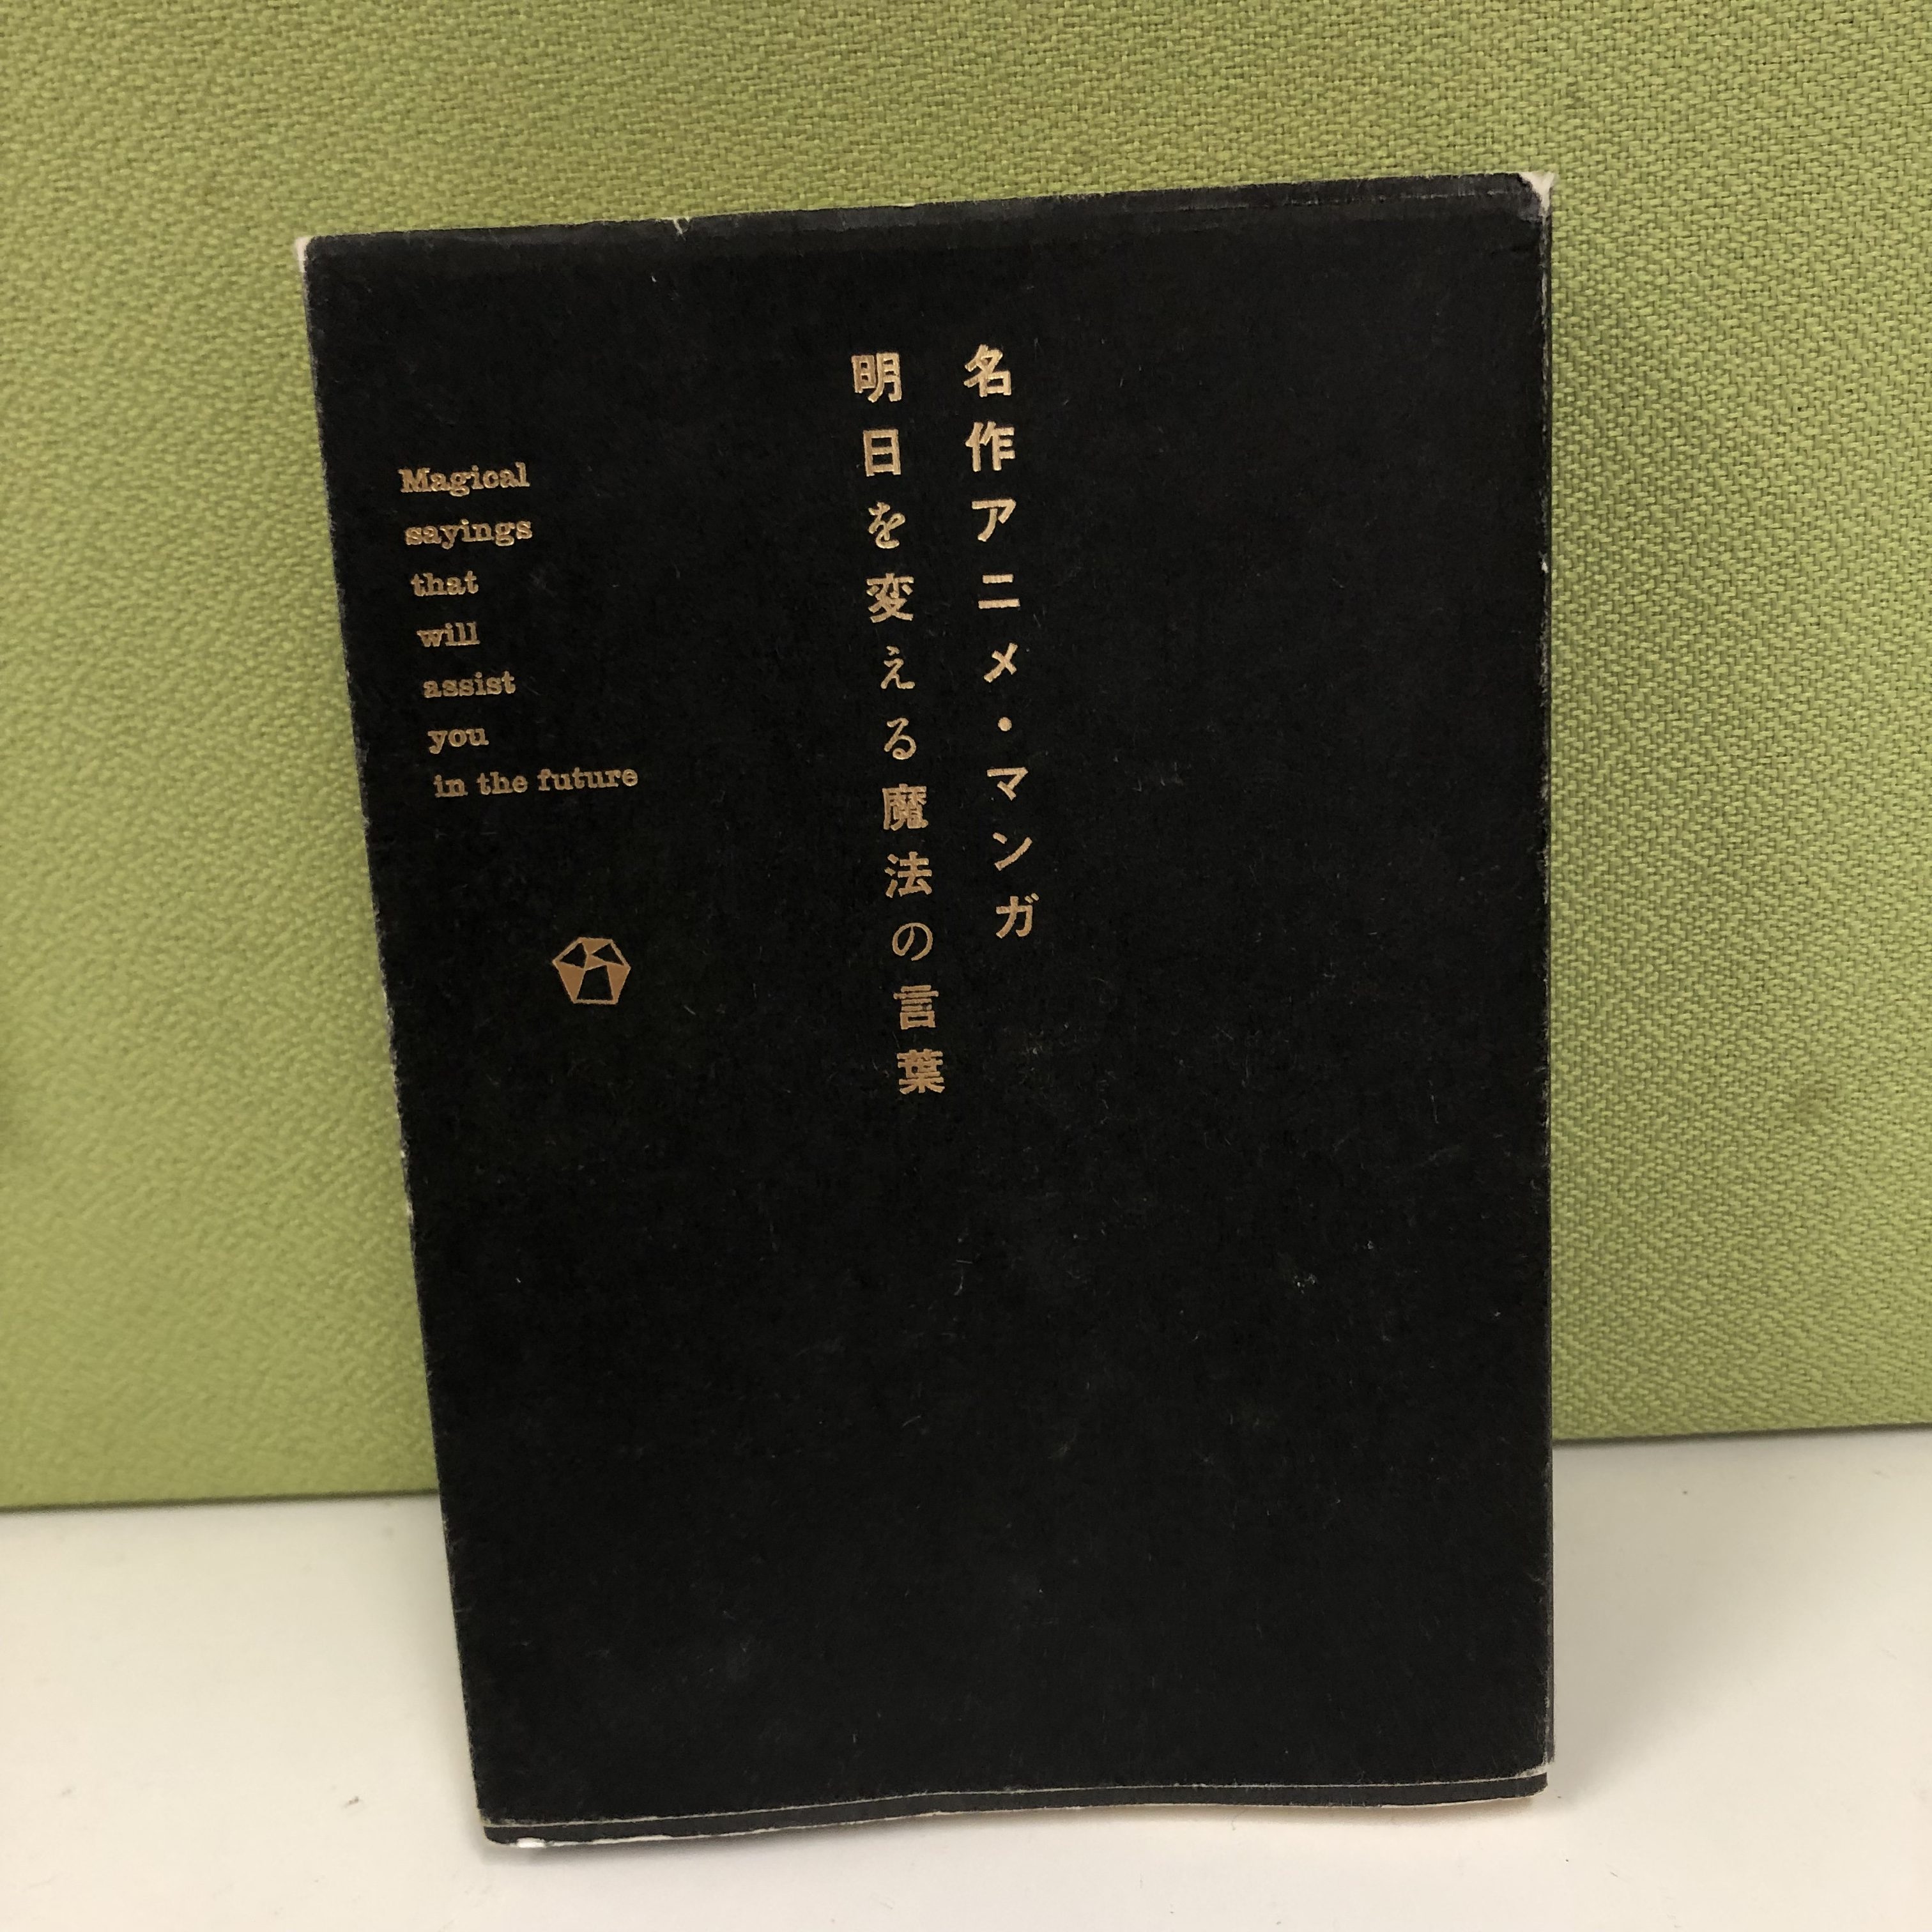 名作アニメ・マンガ
明日を変える魔法の言葉
Magical
sayings
that
will
assist
you
in the future